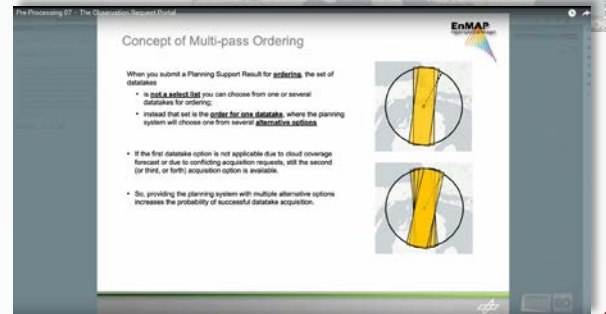 Pre-Processing 07 – The Observation Request Portal
EnMAP
Hyperspectral Imager
Concept of Multi-pass Ordering
When you submit a Planning Support Result for ordering, the set of
datatakes
• is not a select list you can choose from one or several
datatakes for ordering;
• instead that set is the order for one datatake, where the planning
system will choose one from several alternative options
• If the first datatake option is not applicable due to cloud coverage
forecast or due to conflicting acquisition requests, still the second
(or third, or forth) acquisition option is available.
• So, providing the planning system with multiple alternative options
increases the probability of successful datatake acquisition.
DLR